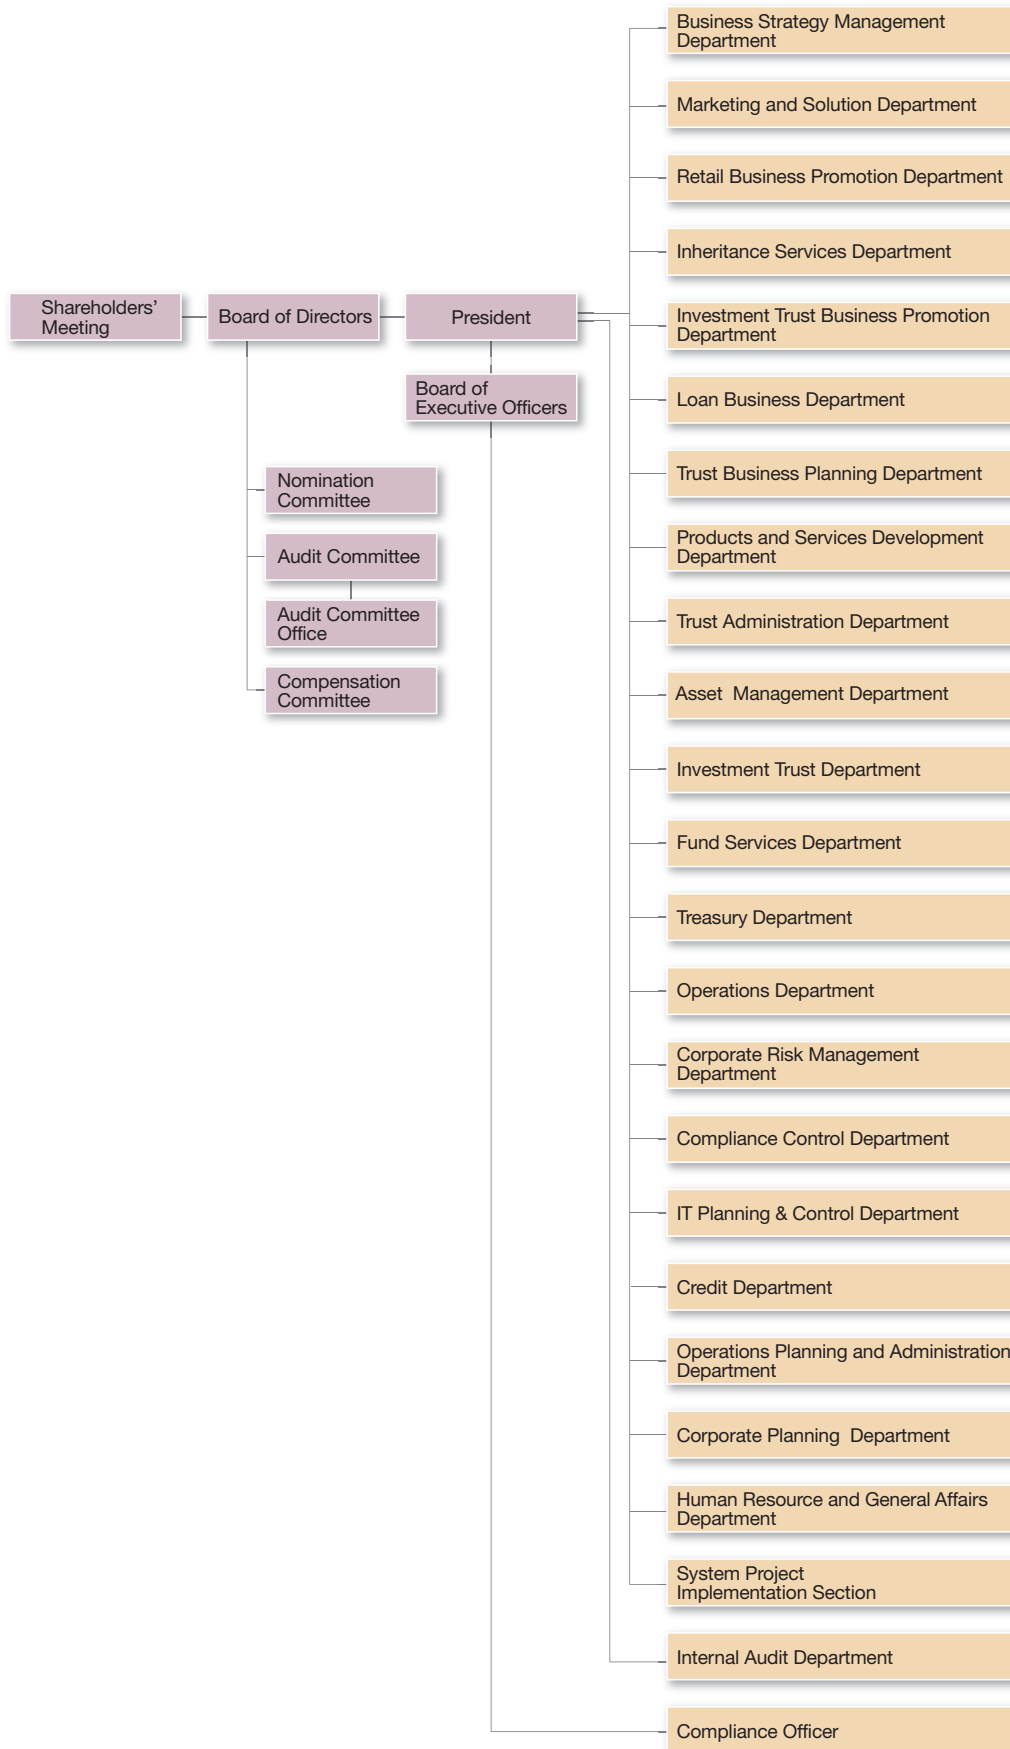 Shareholders’
Meeting
Board of Directors
President
Board of
Executive Officers
Nomination
Committee
Audit Committee
Audit Committee
Office
Compensation
Committee
Business Strategy Management
Department
Marketing and Solution Department
Retail Business Promotion Department
Inheritance Services Department
Investment Trust Business Promotion
Department
Loan Business Department
Trust Business Planning Department
Products and Services Development
Department
Trust Administration Department
Asset  Management Department
Investment Trust Department
Fund Services Department
Treasury Department
Operations Department
Corporate Risk Management
Department
Compliance Control Department
IT Planning & Control Department
Credit Department
Operations Planning and Administration
Department
Corporate Planning  Department
Human Resource and General Affairs
Department
System Project
Implementation Section
Internal Audit Department
Compliance Officer